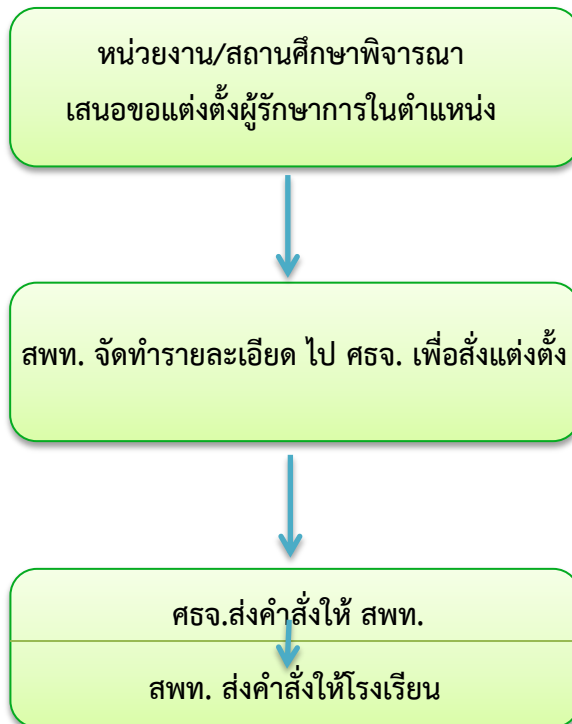 หน่วยงาน/สถานศึกษาพิจารณา
เสนอขอแต่งตั้งผู้รักษาการในตำแหน่ง
สพท. จัดทำรายละเอียด ไป ศธจ. เพื่อสั่งแต่งตั้ง
ศธจ.ส่งคำสั่งให้ สพท.
สพท. ส่งคำสั่งให้โรงเรียน